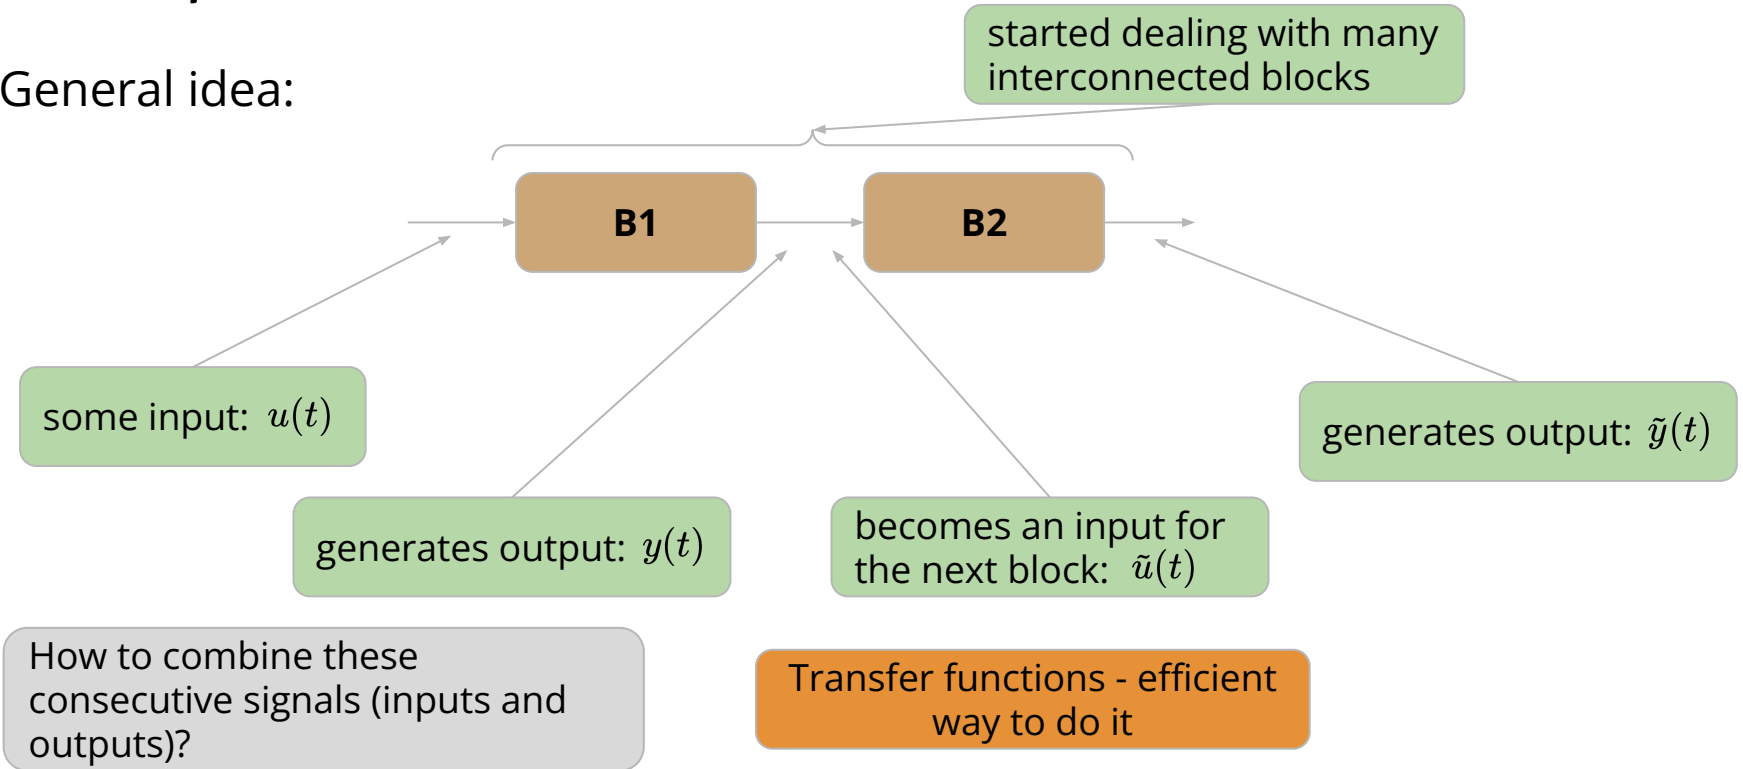 started dealing with many
interconnected blocks
General idea:
B1
B2
some input: u(t)
generates output: ỹ(t)
generates output: y(t)
becomes an input for
the next block: ũ(t)
How to combine these
consecutive signals (inputs and
outputs)?
Transfer functions - efficient
way to do it